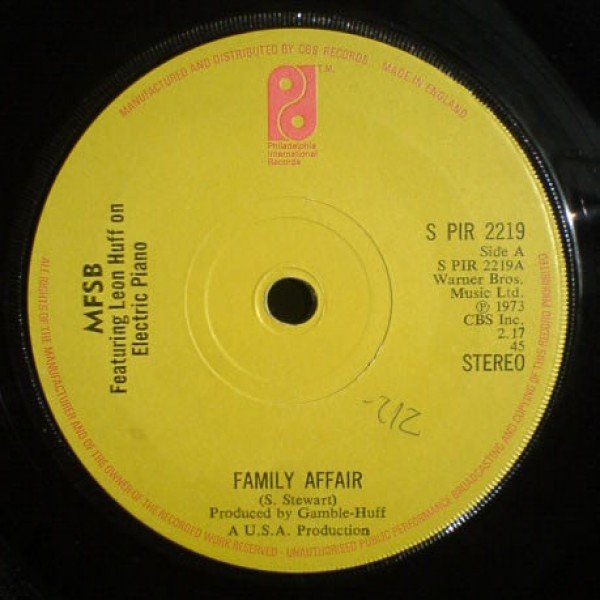 MANUFACTURED AND DISTRIBUTED BY CBS RECORDS MADE IN ENGLAND
T.M.
Philadelphia
International
Records
MFSB
Featuring Leon Huff on
Electric Piano
S PIR 2219
Side A
S PIR 2219A
Warner Bros.
Music Ltd.
℗ 1973
CBS Inc.
2.17
45
STEREO
-212
FAMILY AFFAIR
(S. Stewart)
Produced by Gamble-Huff
A U.S.A. Production
ALL RIGHTS OF THE MANUFACTURER AND OF THE OWNER OF THE RECORDED WORK RESERVED - UNAUTHORISED PUBLIC PERFORMANCE BROADCASTING AND COPYING OF THIS RECORD PROHIBITED